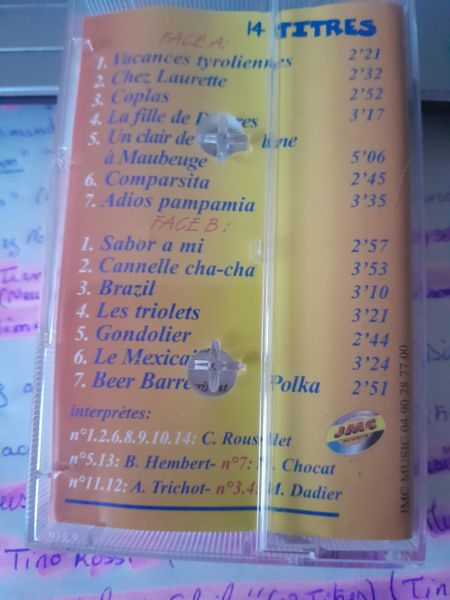 14 TITRES
FACE A:
1. Vacances tyroliennes 2'21
2. Chez Laurette 2'32
3. Coplas 2'52
4. La fille de 3'17
5. Un clair de
à Maubeuge 5'06
6. Comparsita 2'45
7. Adios pampamia 3'35
FACE B:
1. Sabor a mi 2'57
2. Cannelle cha-cha 3'53
3. Brazil 3'10
4. Les triolets 3'21
5. Gondolier 2'44
6. Le Mexicai 3'24
7. Beer Barre Polka 2'51
interprètes:
n°1.2.6.8.9.10.14: C. Rousselet
n°5.13: B. Hembert- n°7: Chocat
n°11.12: A. Trichot- n°3.4: M. Dadier
JMC
JMC MUSIC 04 90 28 77 00
Tino Rossi